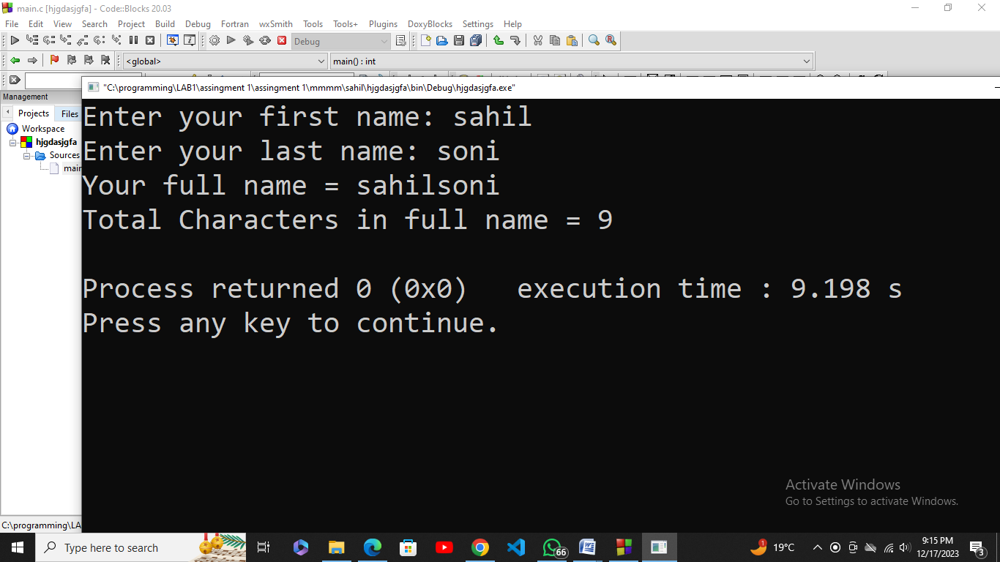 main.c [hjgdasjgfa] - Code::Blocks 20.03
File Edit View Search Project Build Debug Fortran wxSmith Tools Tools+ Plugins DoxyBlocks Settings Help
Debug
<global> main() : int
"C:\programming\LAB1\assingment 1\assingment 1\mmmm\sahil\hjgdasjgfa\bin\Debug\hjgdasjgfa.exe"
Management
Projects Files
Workspace
hjgdasjgfa
Sources
main
Enter your first name: sahil
Enter your last name: soni
Your full name = sahilsoni
Total Characters in full name = 9
Process returned 0 (0x0)   execution time : 9.198 s
Press any key to continue.
Activate Windows
Go to Settings to activate Windows.
C:\programming\LA
Type here to search
66
1
19°C
9:15 PM
12/17/2023
3